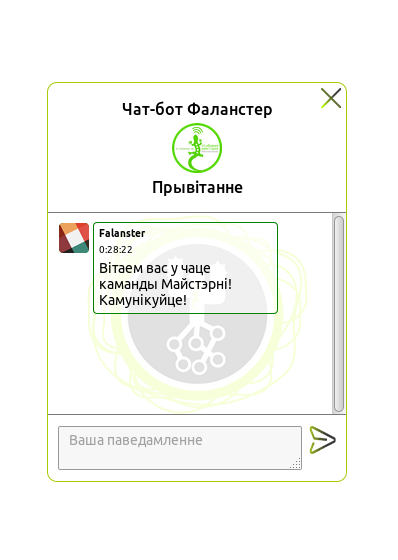 Чат-бот Фаланстер
Прывітанне
Falanster
0:28:22
Вітаем вас у чаце
каманды Майстэрні!
Камунікуйце!
Ваша паведамленне